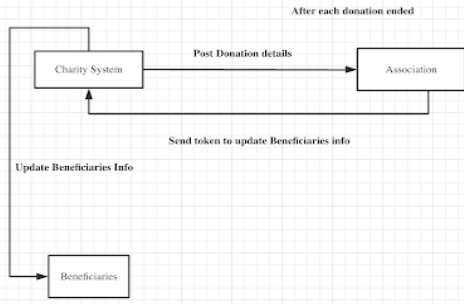 After each donation ended
Post Donation details
Charity System
Association
Send token to update Beneficiaries info
Update Beneficiaries Info
Beneficiaries